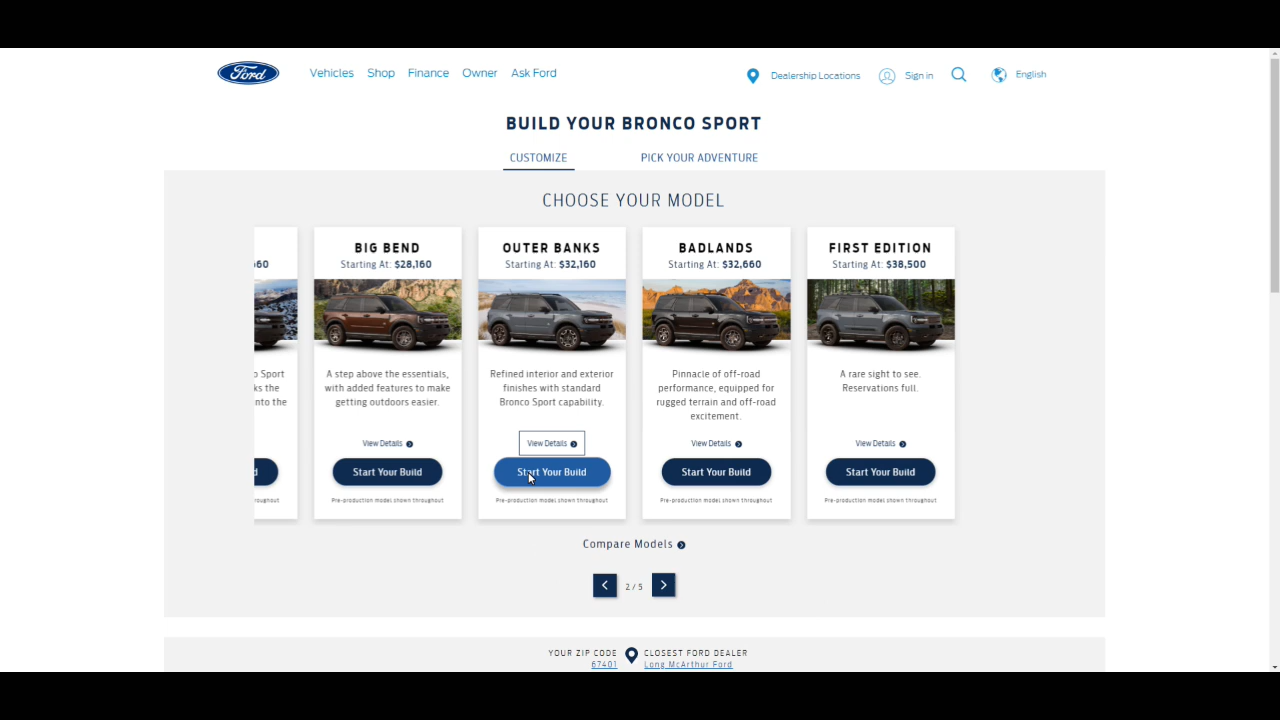 Ford
Vehicles Shop Finance Owner Ask Ford
Dealership Locations Sign in English
BUILD YOUR BRONCO SPORT
CUSTOMIZE PICK YOUR ADVENTURE
CHOOSE YOUR MODEL
BIG BEND
Starting At: $28,160
A step above the essentials,
with added features to make
getting outdoors easier.
View Details
Start Your Build
Pre-production model shown throughout
OUTER BANKS
Starting At: $32,160
Refined interior and exterior
finishes with standard
Bronco Sport capability.
View Details
Start Your Build
Pre-production model shown throughout
BADLANDS
Starting At: $32,660
Pinnacle of off-road
performance, equipped for
rugged terrain and off-road
excitement.
View Details
Start Your Build
Pre-production model shown throughout
FIRST EDITION
Starting At: $38,500
A rare sight to see.
Reservations full.
View Details
Start Your Build
Pre-production model shown throughout
Compare Models
2 / 5
YOUR ZIP CODE
67401
CLOSEST FORD DEALER
Long McArthur Ford